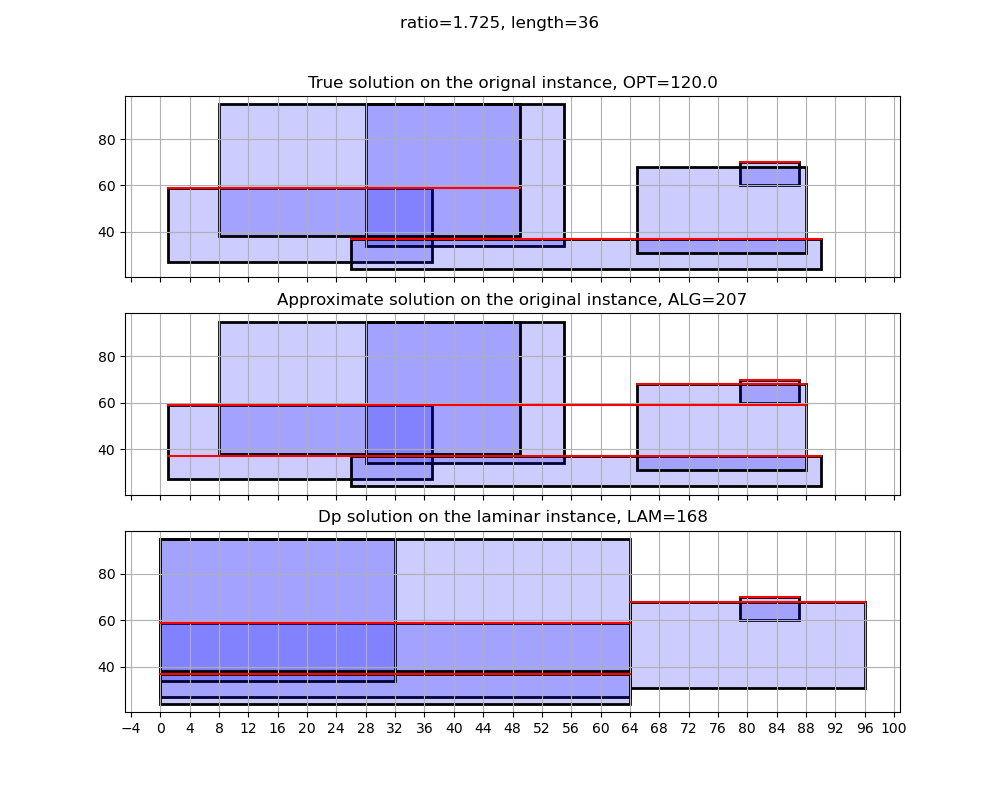 ratio=1.725, length=36
True solution on the orignal instance, OPT=120.0
80
60
40
Approximate solution on the original instance, ALG=207
80
60
40
Dp solution on the laminar instance, LAM=168
80
60
40
−4 0 4 8 12 16 20 24 28 32 36 40 44 48 52 56 60 64 68 72 76 80 84 88 92 96 100